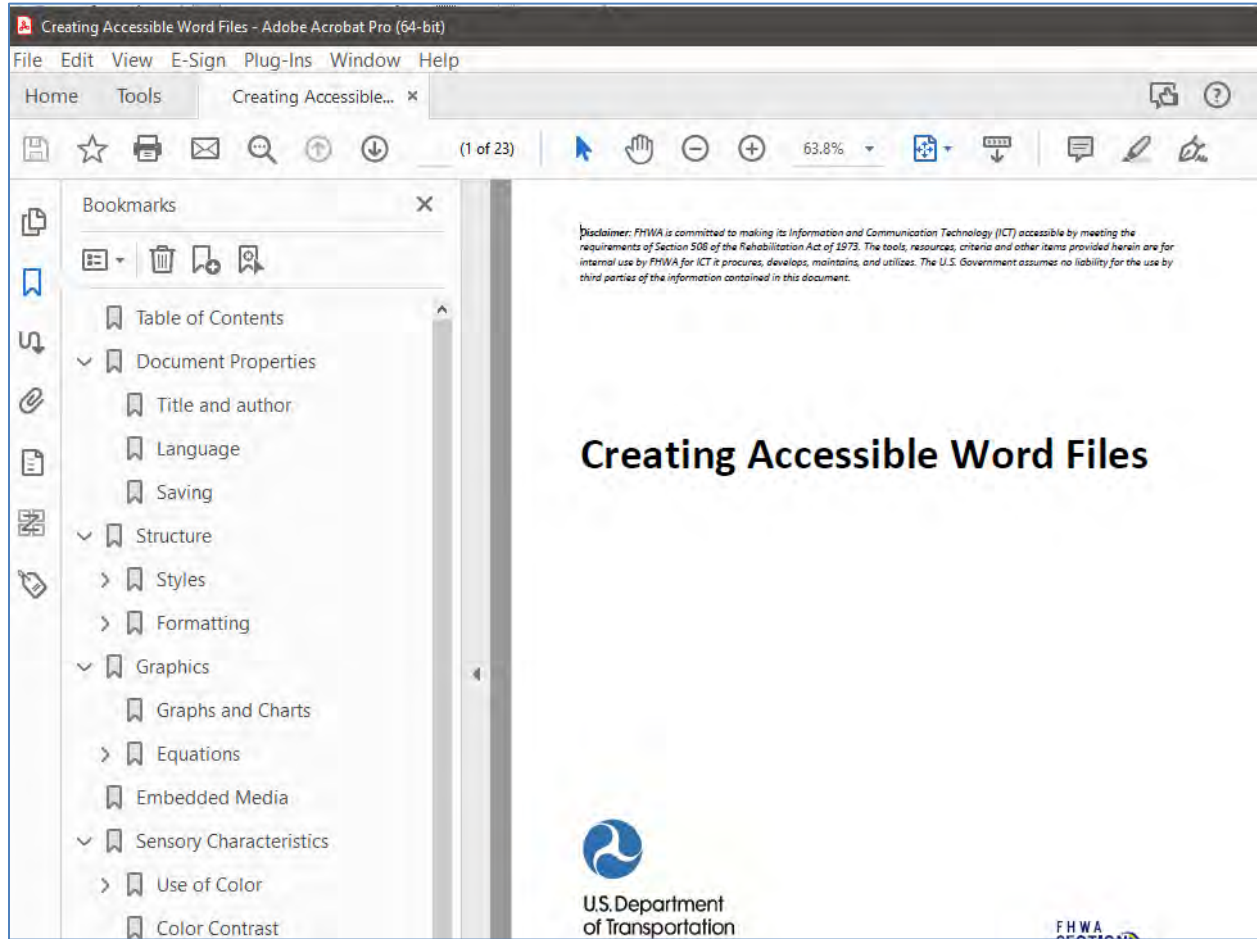 Creating Accessible Word Files - Adobe Acrobat Pro (64-bit)
File Edit View E-Sign Plug-Ins Window Help
Home Tools Creating Accessible... ×
(1 of 23) 63.8%
Bookmarks
Table of Contents
Document Properties
Title and author
Language
Saving
Structure
Styles
Formatting
Graphics
Graphs and Charts
Equations
Embedded Media
Sensory Characteristics
Use of Color
Color Contrast
Disclaimer: FHWA is committed to making its Information and Communication Technology (ICT) accessible by meeting the
requirements of Section 508 of the Rehabilitation Act of 1973. The tools, resources, criteria and other items provided herein are for
internal use by FHWA for ICT it procures, develops, maintains, and utilizes. The U.S. Government assumes no liability for the use by
third parties of the information contained in this document.
Creating Accessible Word Files
U.S. Department
of Transportation
FHWA
SECTION